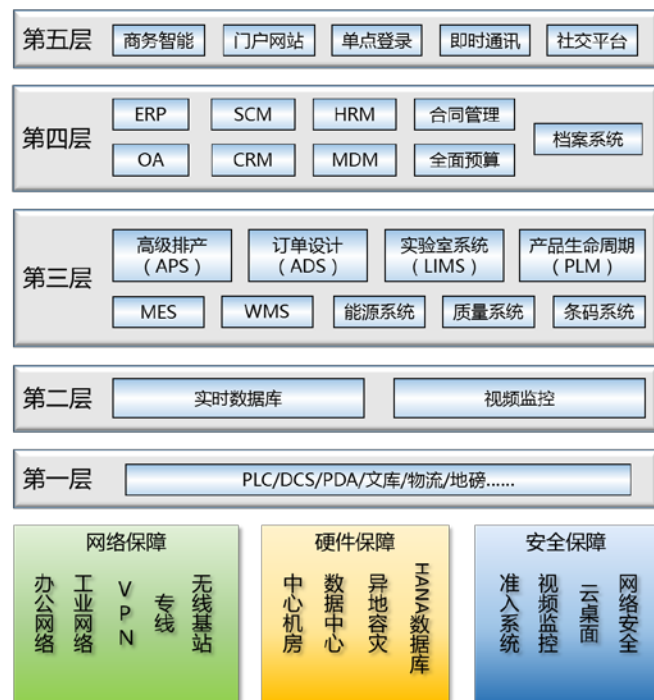 第五层
商务智能
门户网站
单点登录
即时通讯
社交平台
第四层
ERP
SCM
HRM
合同管理
档案系统
OA
CRM
MDM
全面预算
第三层
高级排产
（APS）
订单设计
（ADS）
实验室系统
（LIMS）
产品生命周期
（PLM）
MES
WMS
能源系统
质量系统
条码系统
第二层
实时数据库
视频监控
第一层
PLC/DCS/PDA/文库/物流/地磅......
网络保障
办公网络
工业网络
VPN
专线
无线基站
硬件保障
中心机房
数据中心
异地容灾
HANA数据库
安全保障
准入系统
视频监控
云桌面
网络安全